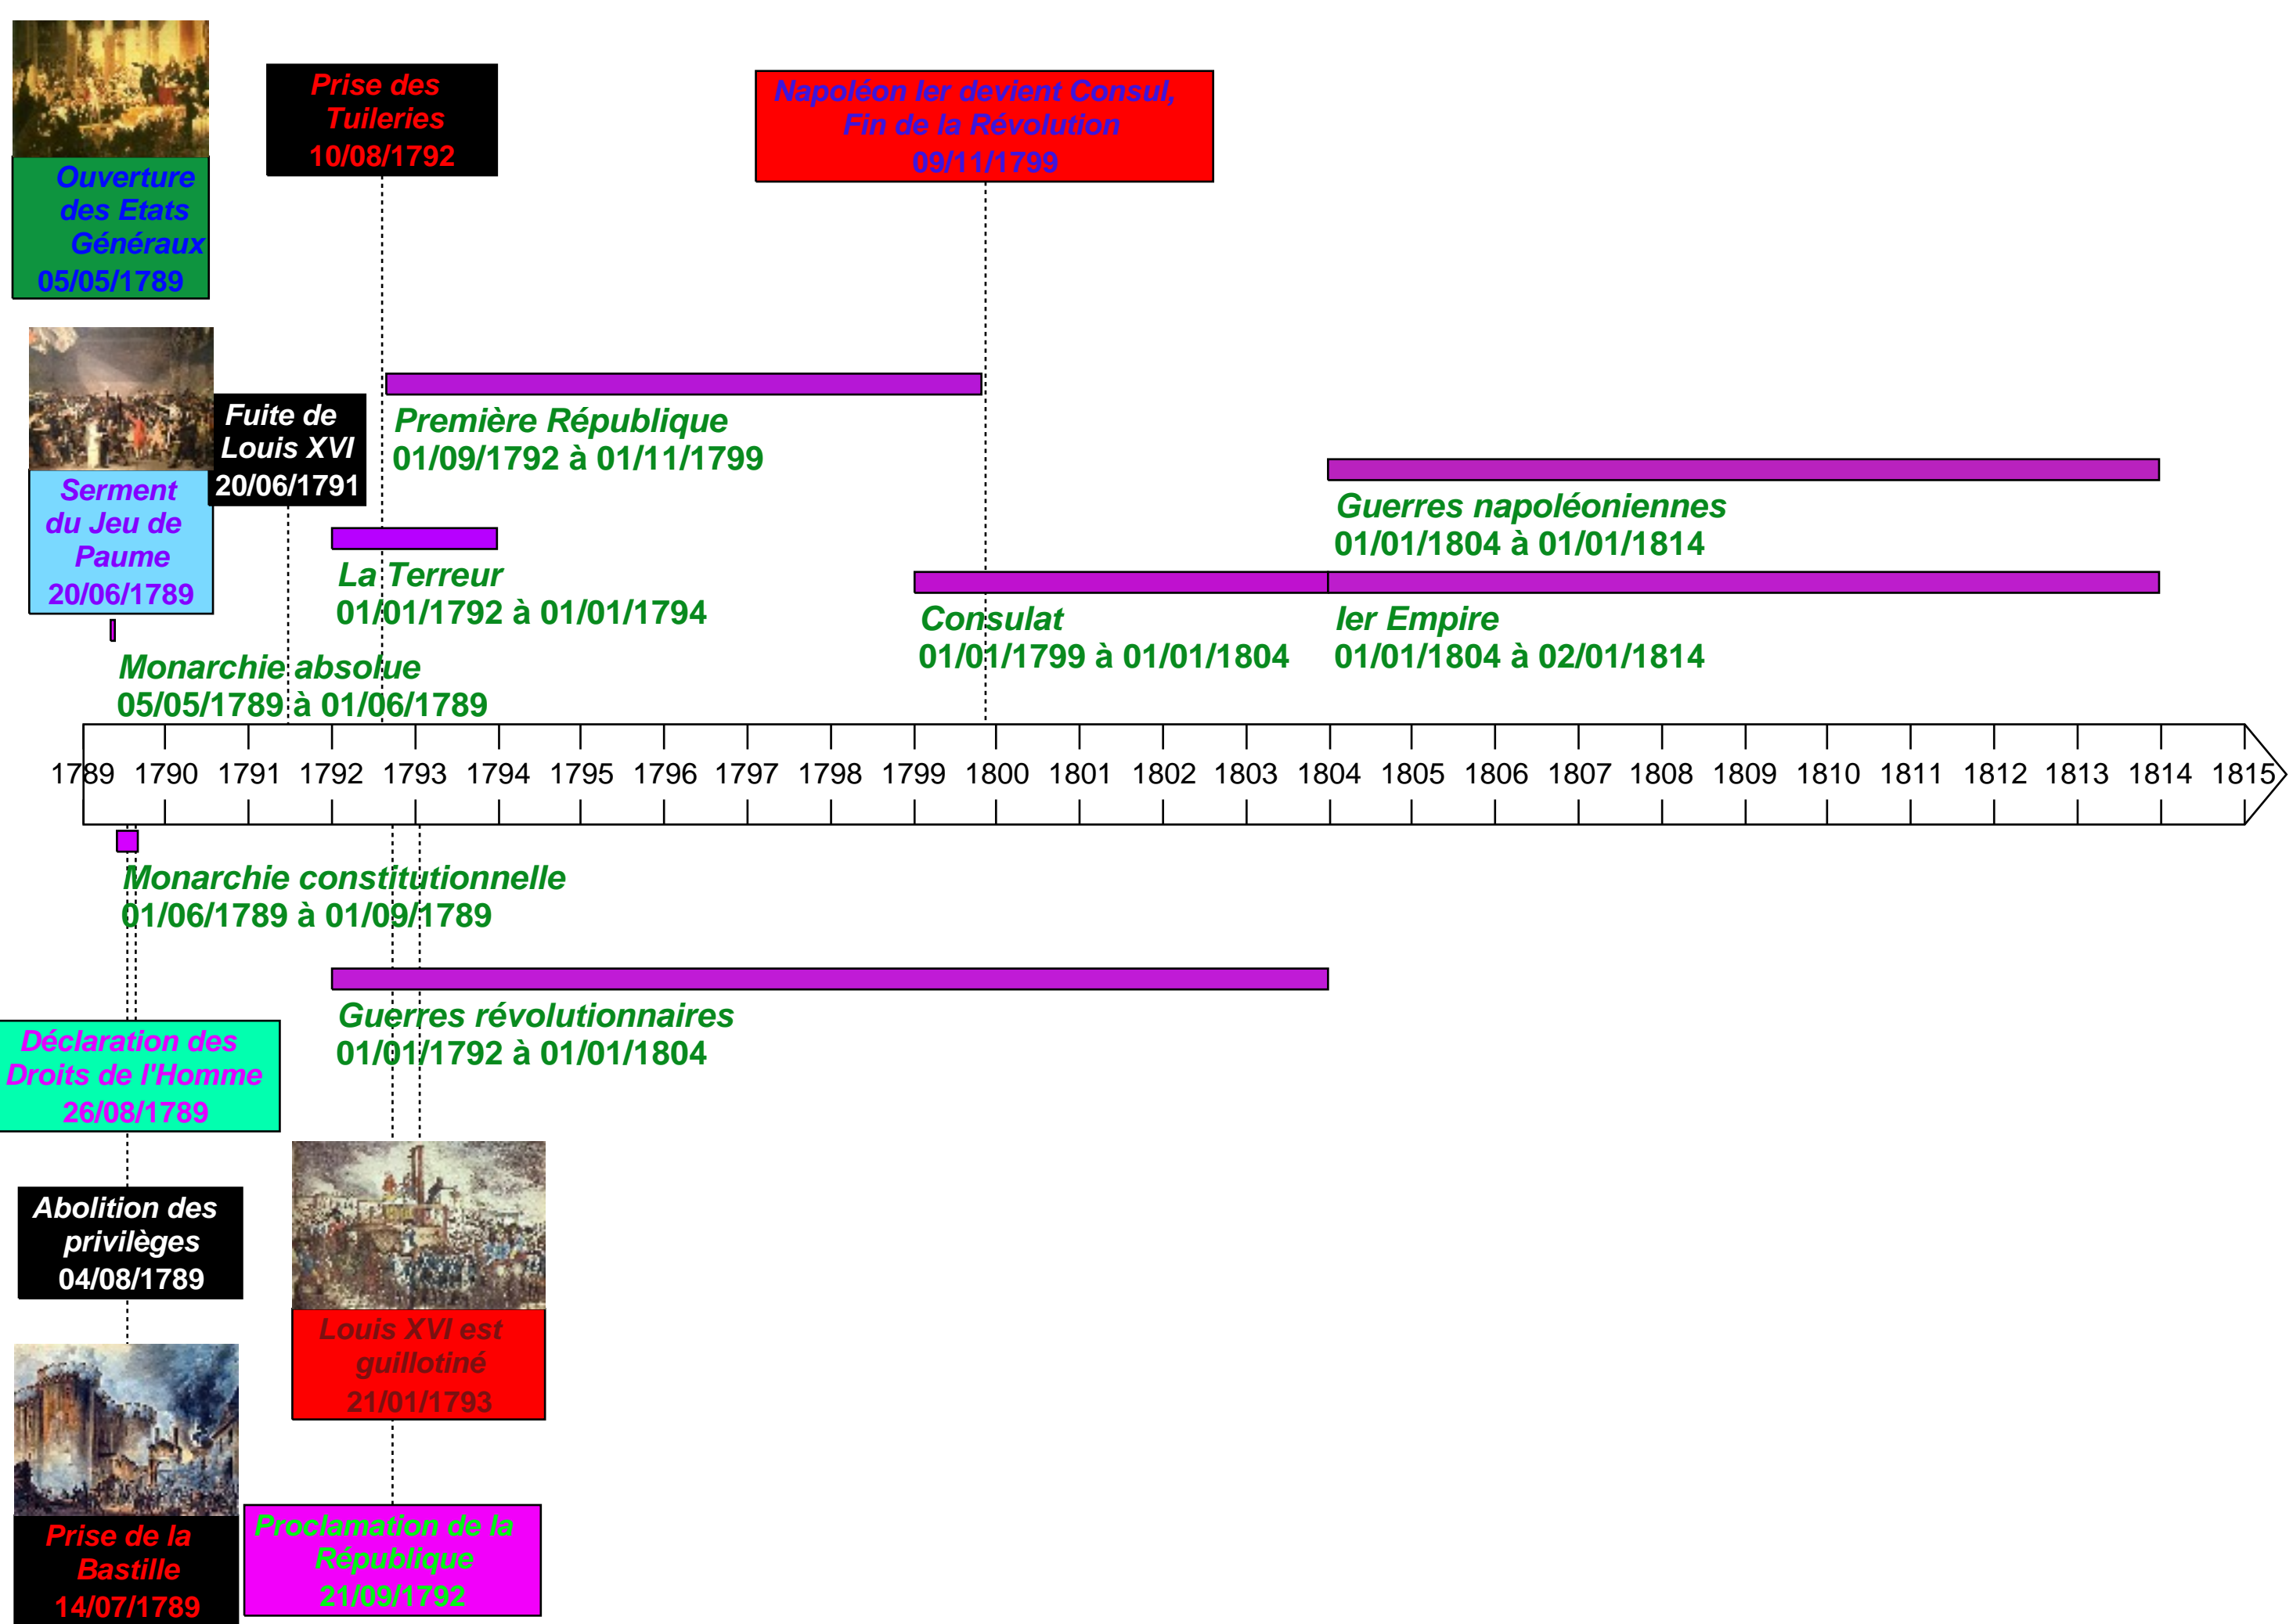 Ouverture
des Etats
Généraux
05/05/1789
Prise des
Tuileries
10/08/1792
Napoléon Ier devient Consul,
Fin de la Révolution
09/11/1799
Serment
du Jeu de
Paume
20/06/1789
Fuite de
Louis XVI
20/06/1791
Première République
01/09/1792 à 01/11/1799
La Terreur
01/01/1792 à 01/01/1794
Guerres napoléoniennes
01/01/1804 à 01/01/1814
Consulat
01/01/1799 à 01/01/1804
Ier Empire
01/01/1804 à 02/01/1814
Monarchie absolue
05/05/1789 à 01/06/1789
1789 1790 1791 1792 1793 1794 1795 1796 1797 1798 1799 1800 1801 1802 1803 1804 1805 1806 1807 1808 1809 1810 1811 1812 1813 1814 1815
Monarchie constitutionnelle
01/06/1789 à 01/09/1789
Guerres révolutionnaires
01/01/1792 à 01/01/1804
Déclaration des
Droits de l'Homme
26/08/1789
Abolition des
privilèges
04/08/1789
Louis XVI est
guillotiné
21/01/1793
Prise de la
Bastille
14/07/1789
Proclamation de la
République
21/09/1792